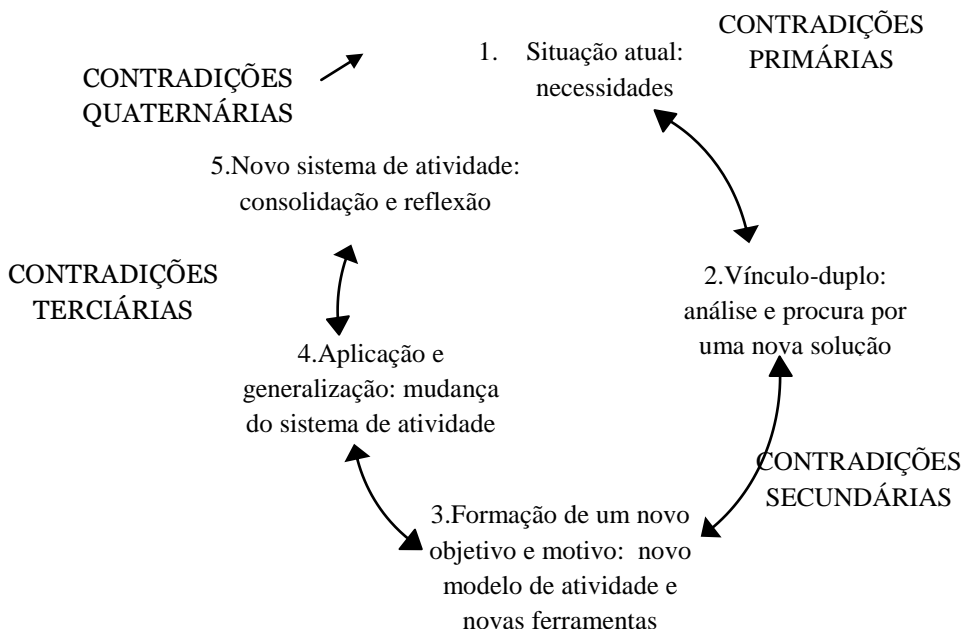 CONTRADIÇÕES
PRIMÁRIAS
1. Situação atual:
necessidades
CONTRADIÇÕES
QUATERNÁRIAS
5.Novo sistema de atividade:
consolidação e reflexão
2.Vínculo-duplo:
análise e procura por
uma nova solução
CONTRADIÇÕES
TERCIÁRIAS
4.Aplicação e
generalização: mudança
do sistema de atividade
CONTRADIÇÕES
SECUNDÁRIAS
3.Formação de um novo
objetivo e motivo: novo
modelo de atividade e
novas ferramentas